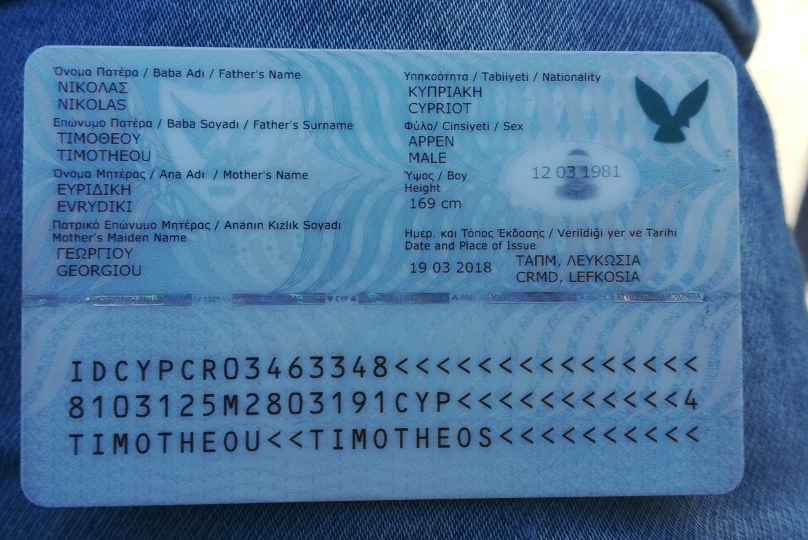 Όνομα Πατέρα / Baba Adı / Father's Name
ΝΙΚΟΛΑΣ
NIKOLAS
Επώνυμο Πατέρα / Baba Soyadı / Father's Surname
ΤΙΜΟΘΕΟΥ
TIMOTHEOU
Όνομα Μητέρας / Ana Adı / Mother's Name
ΕΥΡΙΔΙΚΗ
EVRYDIKI
Πατρικό Επώνυμο Μητέρας / Ananın Kızlık Soyadı
Mother's Maiden Name
ΓΕΩΡΓΙΟΥ
GEORGIOU
Υπηκοότητα / Tabiiyeti / Nationality
ΚΥΠΡΙΑΚΗ
CYPRIOT
Φύλο/ Cinsiyeti / Sex
ΑΡΡΕΝ
MALE
Ύψος / Boy
Height
169 cm
12 03 1981
Ημερ. και Τόπος Έκδοσης / Verildiği yer ve Tarihi
Date and Place of Issue
19 03 2018
ΤΑΠΜ, ΛΕΥΚΩΣΙΑ
CRMD, LEFKOSIA
IDCYPCR03463348<<<<<<<<<<<<<<<
8103125M2803191CYP<<<<<<<<<<<4
TIMOTHEOU<<TIMOTHEOS<<<<<<<<<<